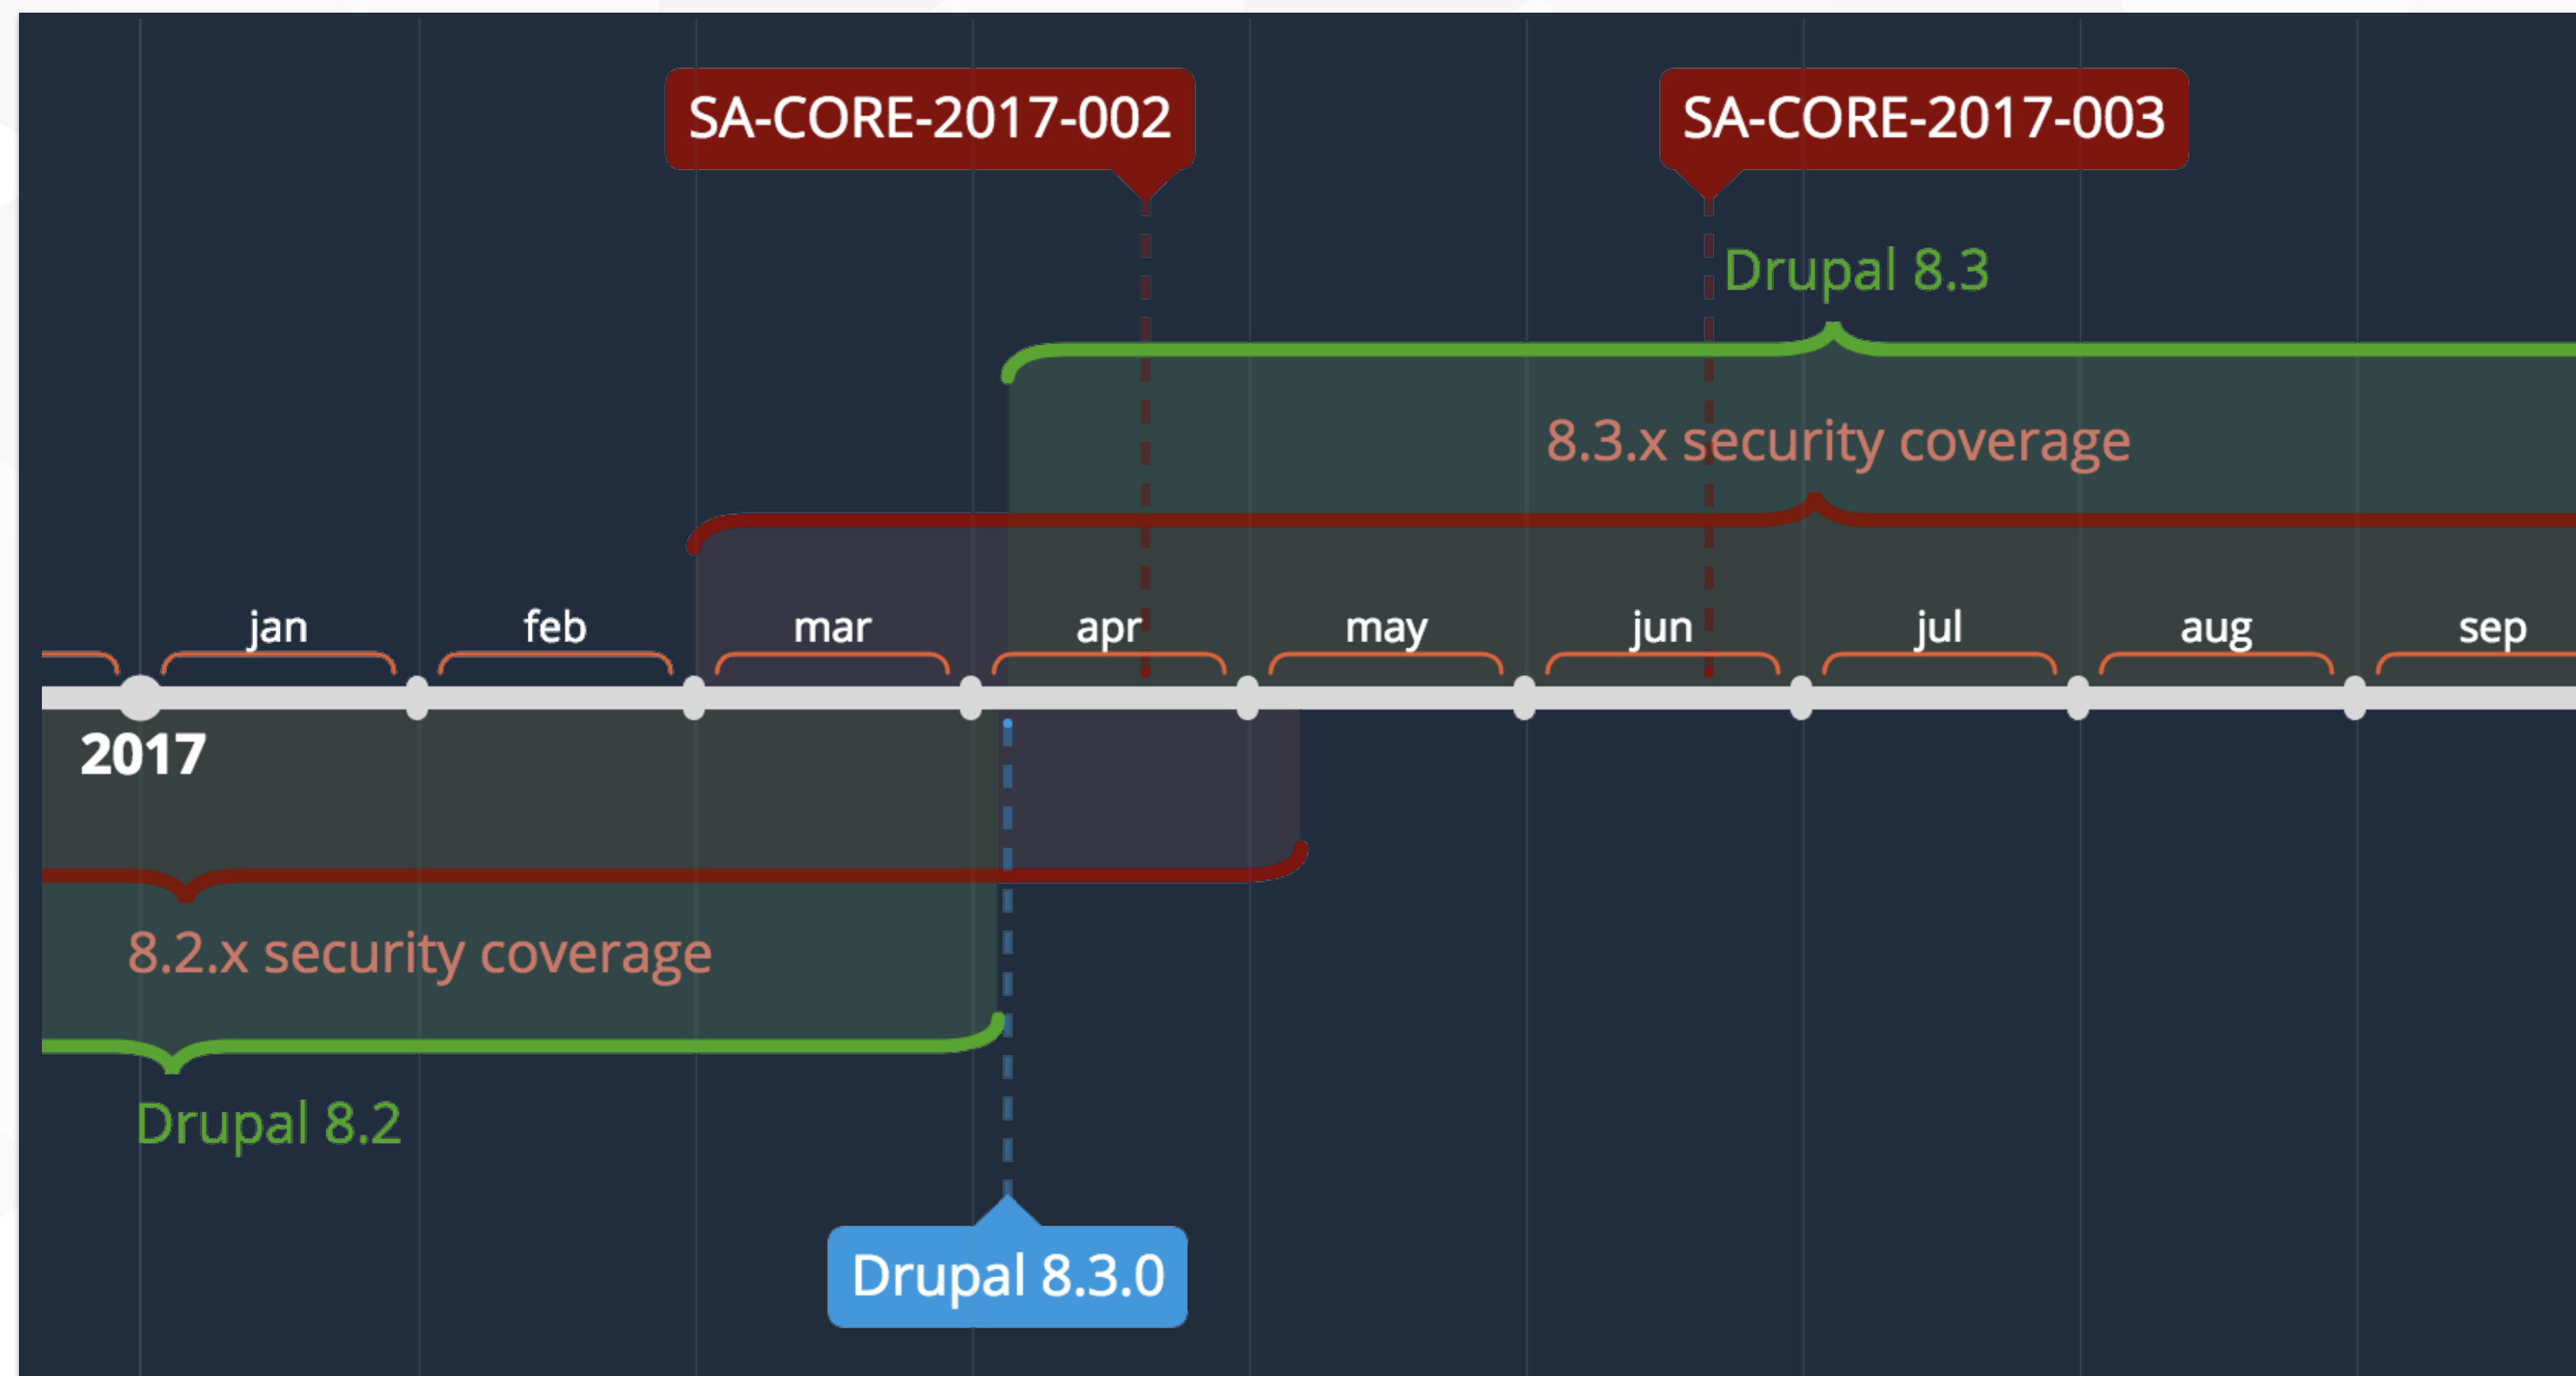 SA-CORE-2017-002
SA-CORE-2017-003
Drupal 8.3
8.3.x security coverage
jan feb mar apr may jun jul aug sep
2017
8.2.x security coverage
Drupal 8.2
Drupal 8.3.0